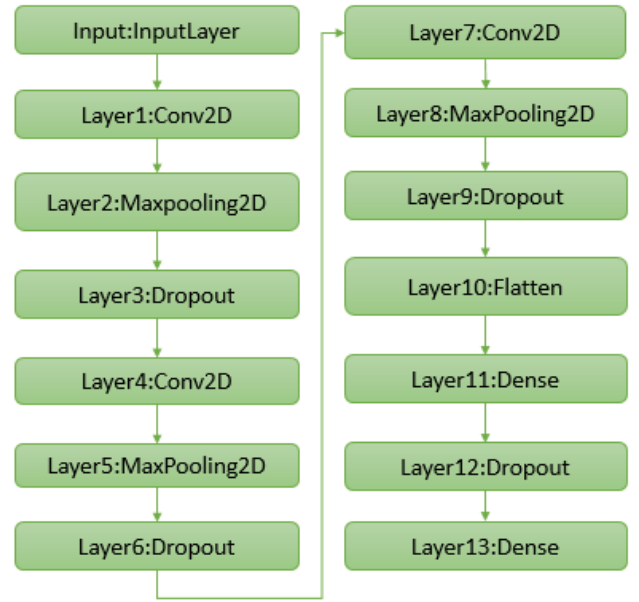 Input:InputLayer
Layer1:Conv2D
Layer2:Maxpooling2D
Layer3:Dropout
Layer4:Conv2D
Layer5:MaxPooling2D
Layer6:Dropout
Layer7:Conv2D
Layer8:MaxPooling2D
Layer9:Dropout
Layer10:Flatten
Layer11:Dense
Layer12:Dropout
Layer13:Dense